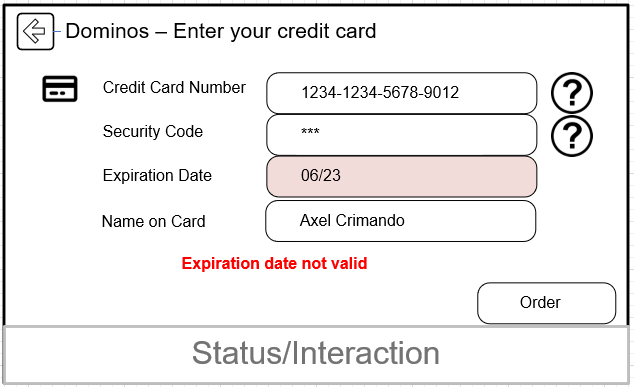 Dominos – Enter your credit card
Credit Card Number 1234-1234-5678-9012 ?
Security Code *** ?
Expiration Date 06/23
Name on Card Axel Crimando
Expiration date not valid
Order
Status/Interaction